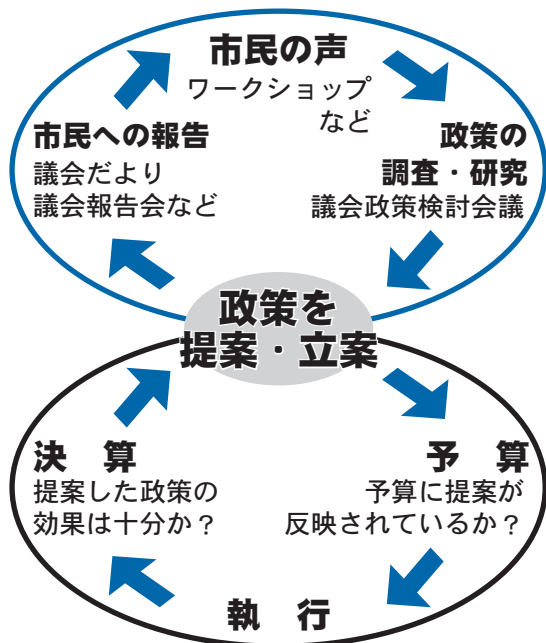 市民の声
ワークショップ
など
市民への報告
議会だより
議会報告会など
政策の
調査・研究
議会政策検討会議
政策を
提案・立案
決　算
提案した政策の
効果は十分か？
予　算
予算に提案が
反映されているか？
執　行